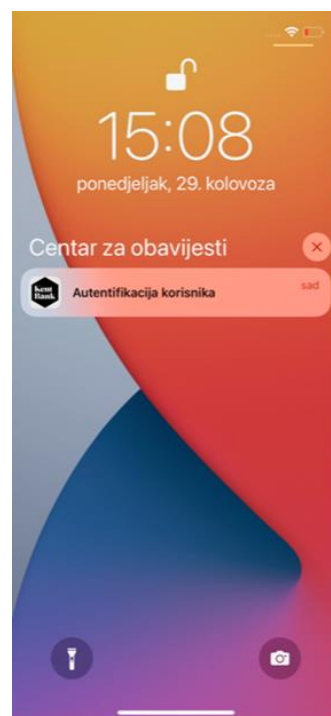 15:08
ponedjeljak, 29. kolovoza
Centar za obavijesti
Kent
Bank
Autentifikacija korisnika
sad